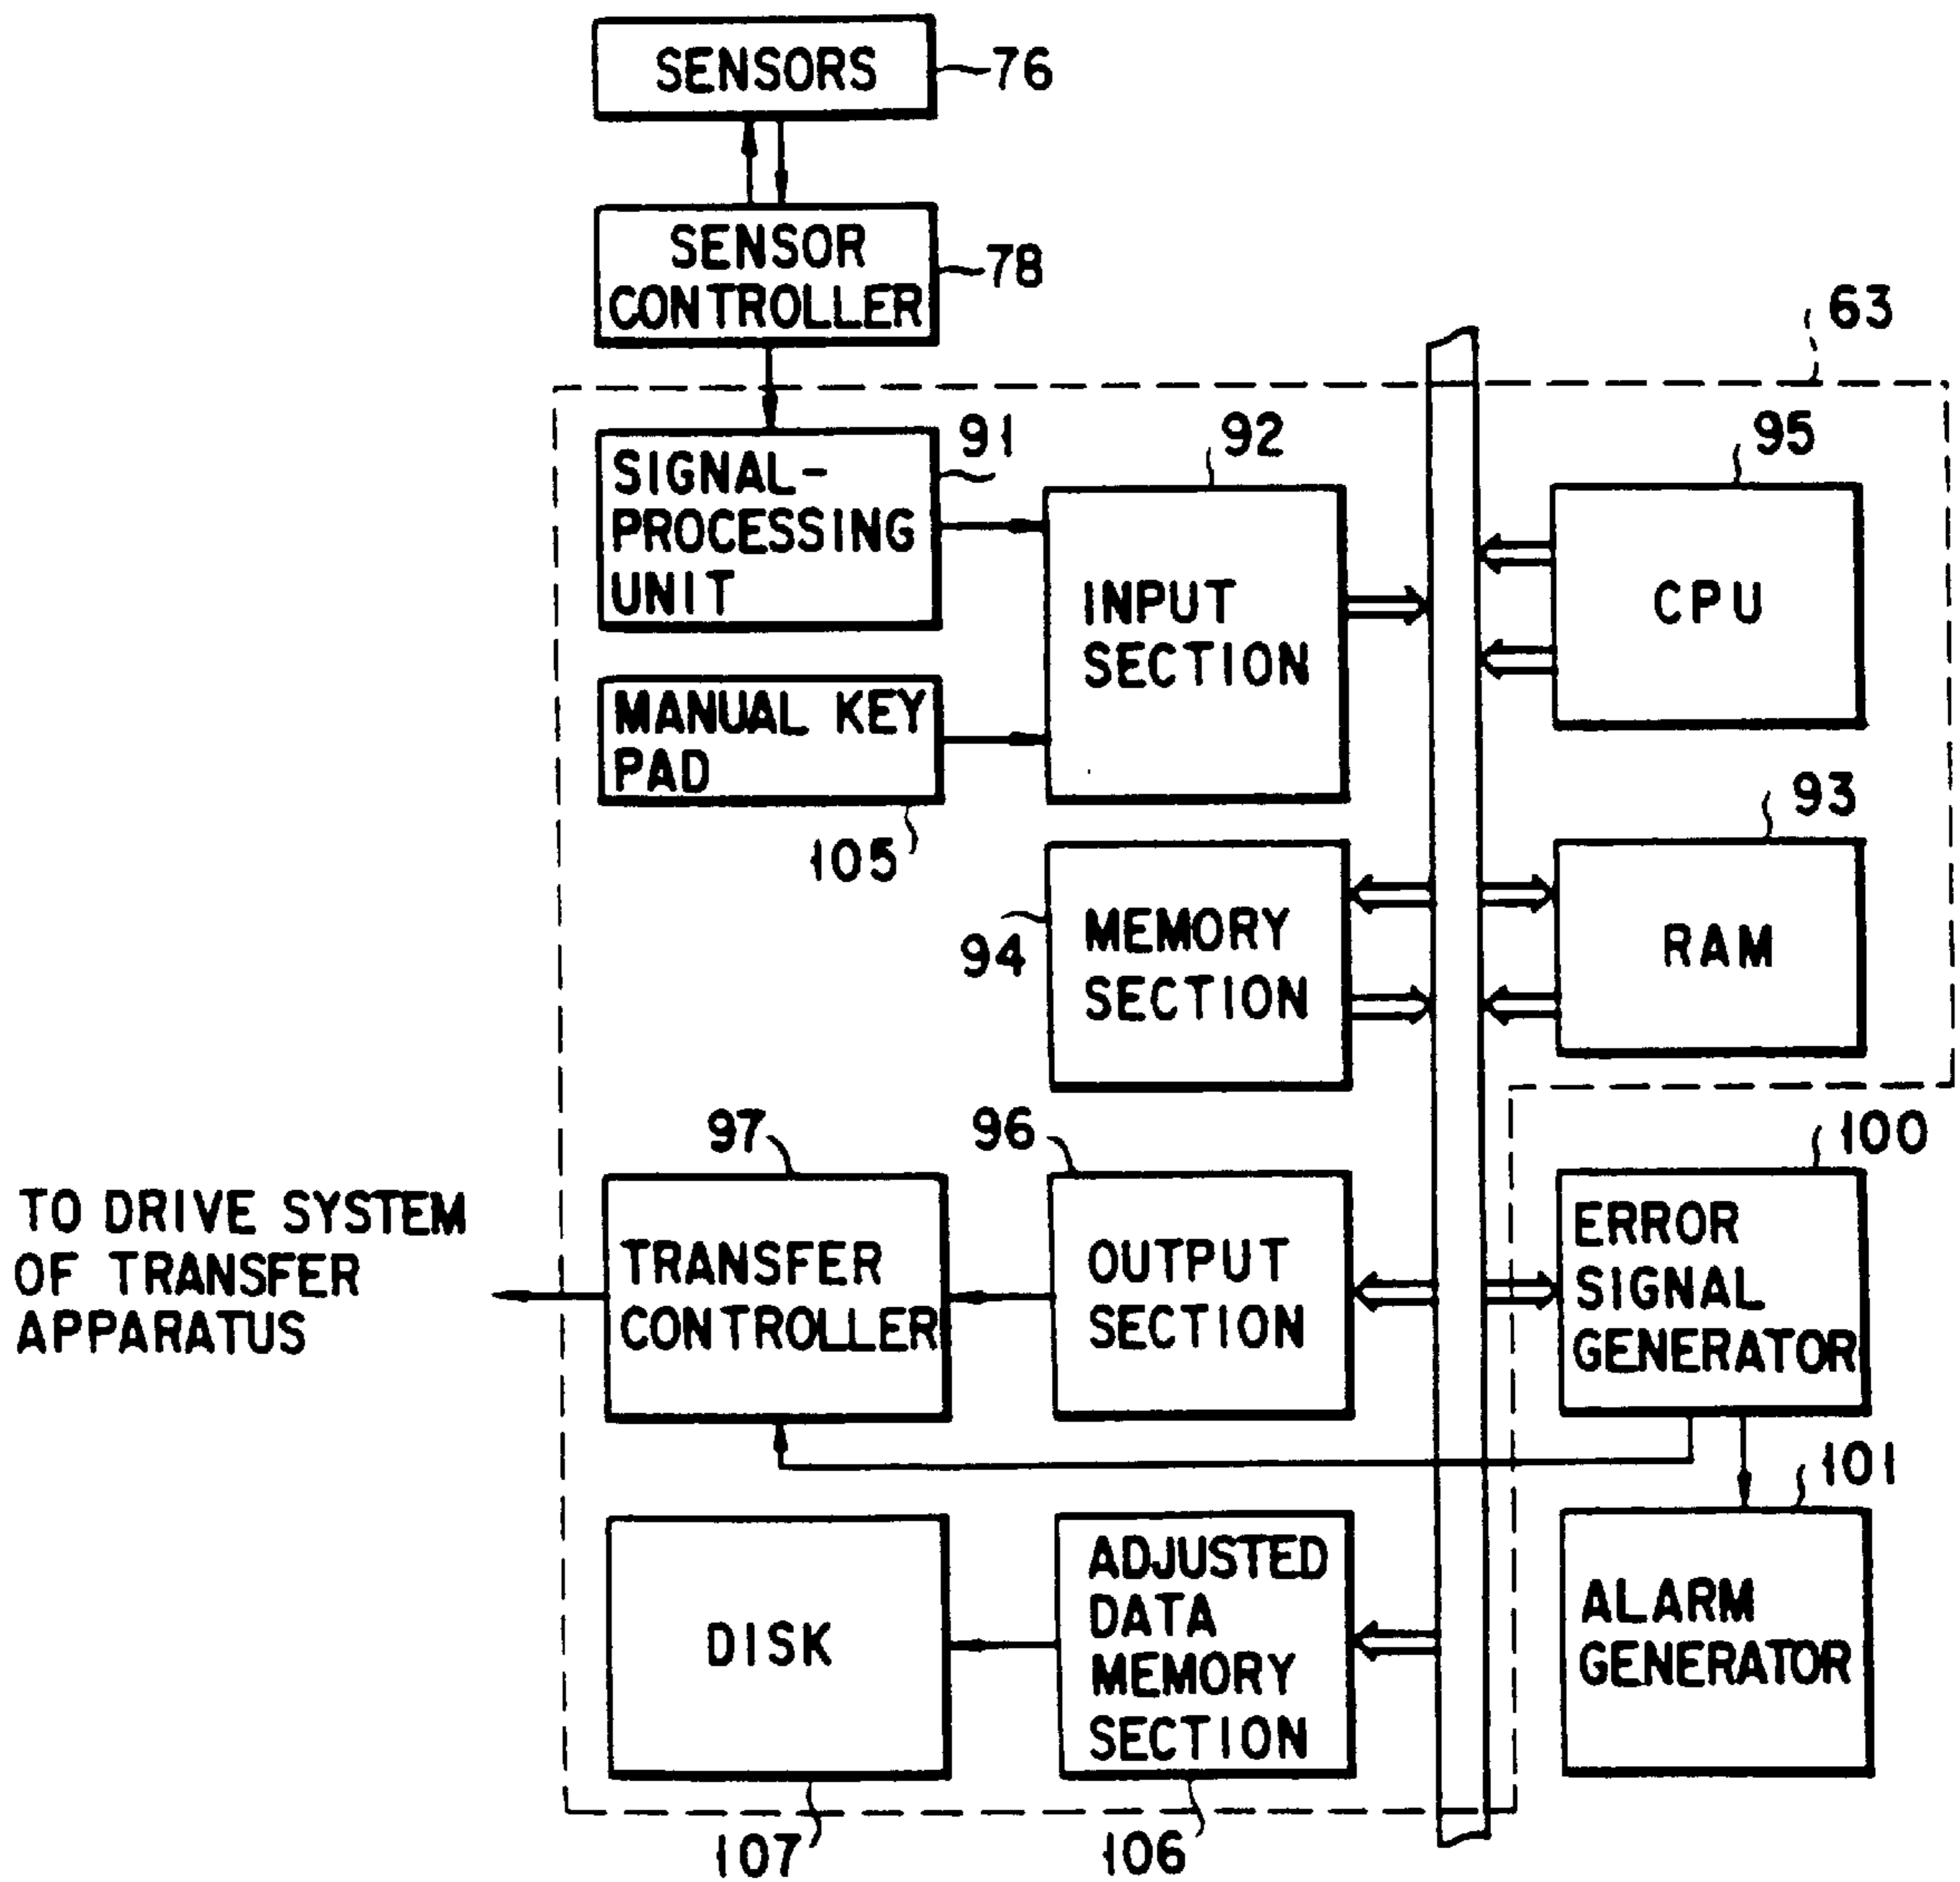 SENSORS
76
SENSOR
CONTROLLER
78
63
SIGNAL-
PROCESSING
UNIT
91
92
95
INPUT
SECTION
CPU
MANUAL KEY
PAD
105
93
94
MEMORY
SECTION
RAM
97
96
100
TO DRIVE SYSTEM
OF TRANSFER
APPARATUS
TRANSFER
CONTROLLER
OUTPUT
SECTION
ERROR
SIGNAL
GENERATOR
101
DISK
ADJUSTED
DATA
MEMORY
SECTION
ALARM
GENERATOR
107
106